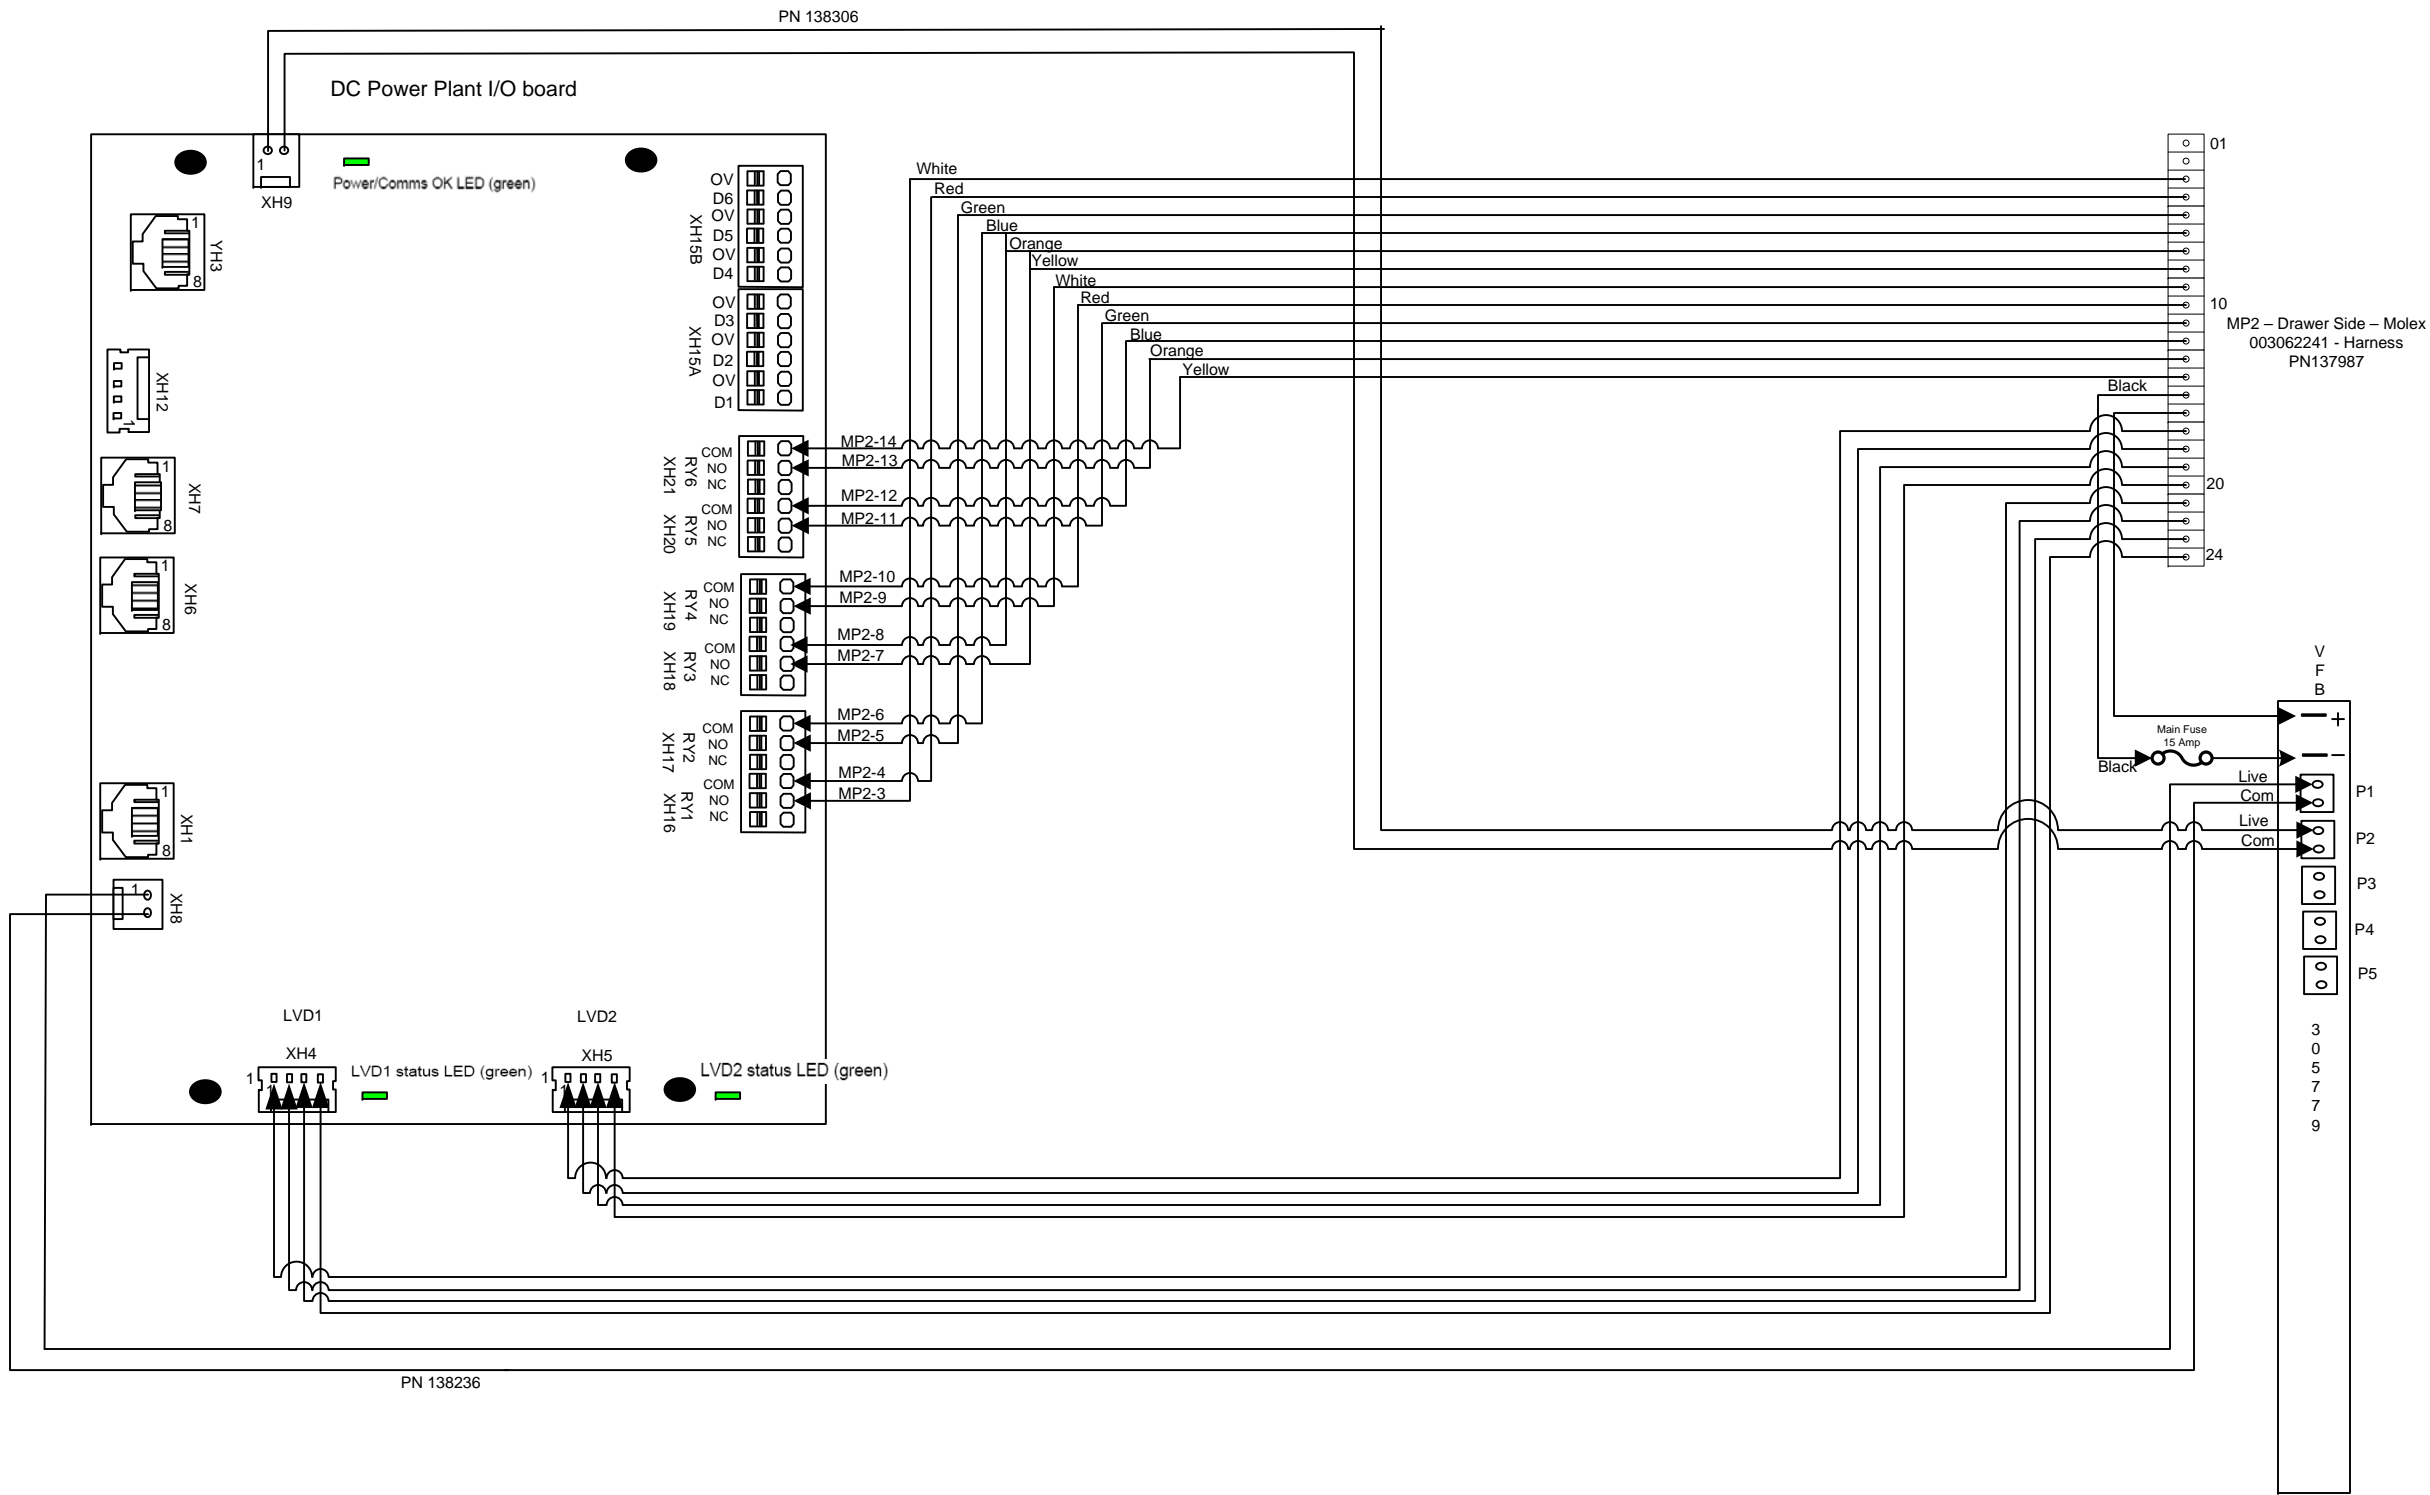 PN 138306
DC Power Plant I/O board
1
XH9
Power/Comms OK LED (green)
1
8
YH3
XH12
1
1
8
XH7
1
8
XH6
1
8
XH1
1
XH8
OV
D6
OV
D5
OV
D4
XH15B
OV
D3
OV
D2
OV
D1
XH15A
COM
NO
NC
RY6
XH21
COM
NO
NC
RY5
XH20
COM
NO
NC
RY4
XH19
COM
NO
NC
RY3
XH18
COM
NO
NC
RY2
XH17
COM
NO
NC
RY1
XH16
MP2-14
MP2-13
MP2-12
MP2-11
MP2-10
MP2-9
MP2-8
MP2-7
MP2-6
MP2-5
MP2-4
MP2-3
White
Red
Green
Blue
Orange
Yellow
White
Red
Green
Blue
Orange
Yellow
Black
01
10
20
24
MP2 – Drawer Side – Molex
003062241 - Harness
PN137987
V
F
B
+
–
Main Fuse
15 Amp
Black
Live
Com
P1
Live
Com
P2
P3
P4
P5
3
0
5
7
7
9
LVD1
XH4
1
1
LVD1 status LED (green)
LVD2
XH5
1
1
LVD2 status LED (green)
PN 138236